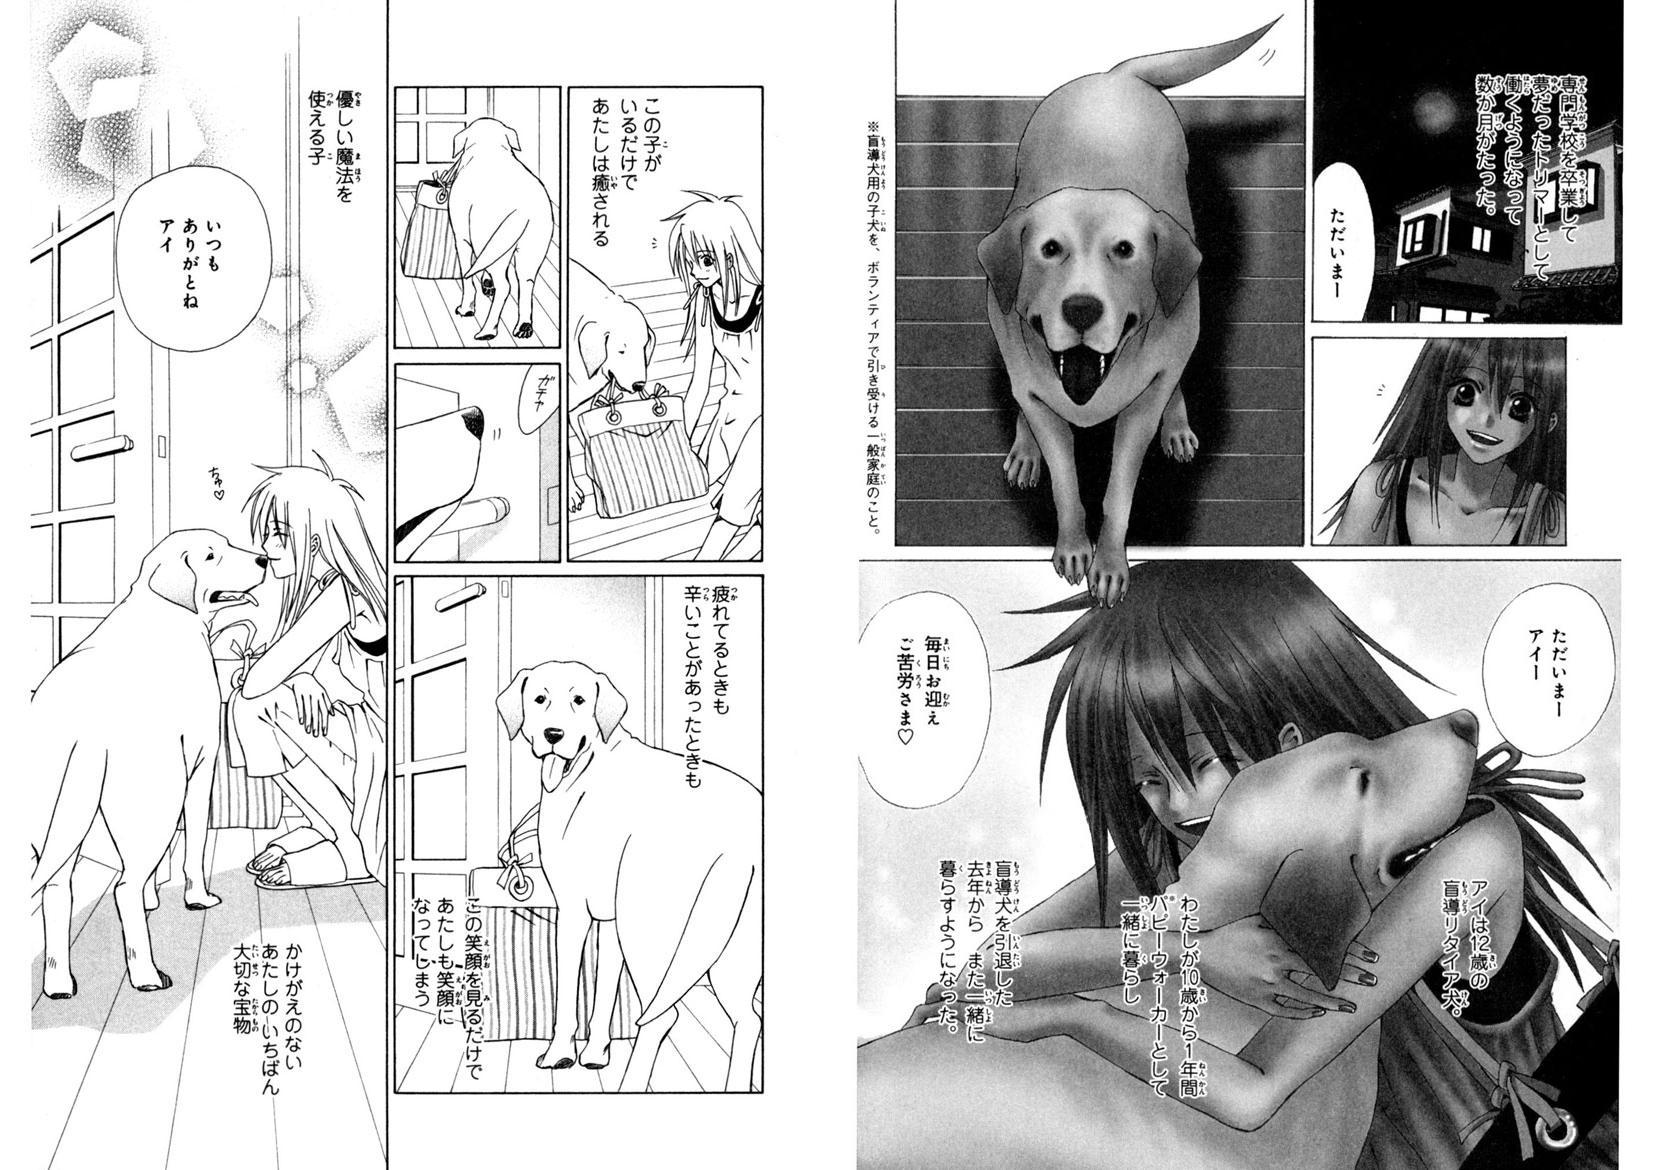 専門学校を卒業して
夢だったトリマーとして
働くようになって
数か月がたった。
ただいまー
※盲導犬用の子犬を、ボランティアで引き受ける一般家庭のこと。
ただいまー
アイー
毎日お迎え
ご苦労さま♡
アイは12歳の
盲導リタイア犬。
わたしが10歳から1年間
パピーウォーカー※として
一緒に暮らし
盲導犬を引退した
去年から また一緒に
暮らすようになった。
この子が
いるだけで
あたしは癒される
ガチャ
疲れてるときも
辛いことがあったときも
この笑顔を見るだけで
あたしも笑顔に
なってしまう
優しい魔法を
使える子
いつも
ありがとね
アイ
ちゅ♡
かけがえのない
あたしの いちばん
大切な宝物